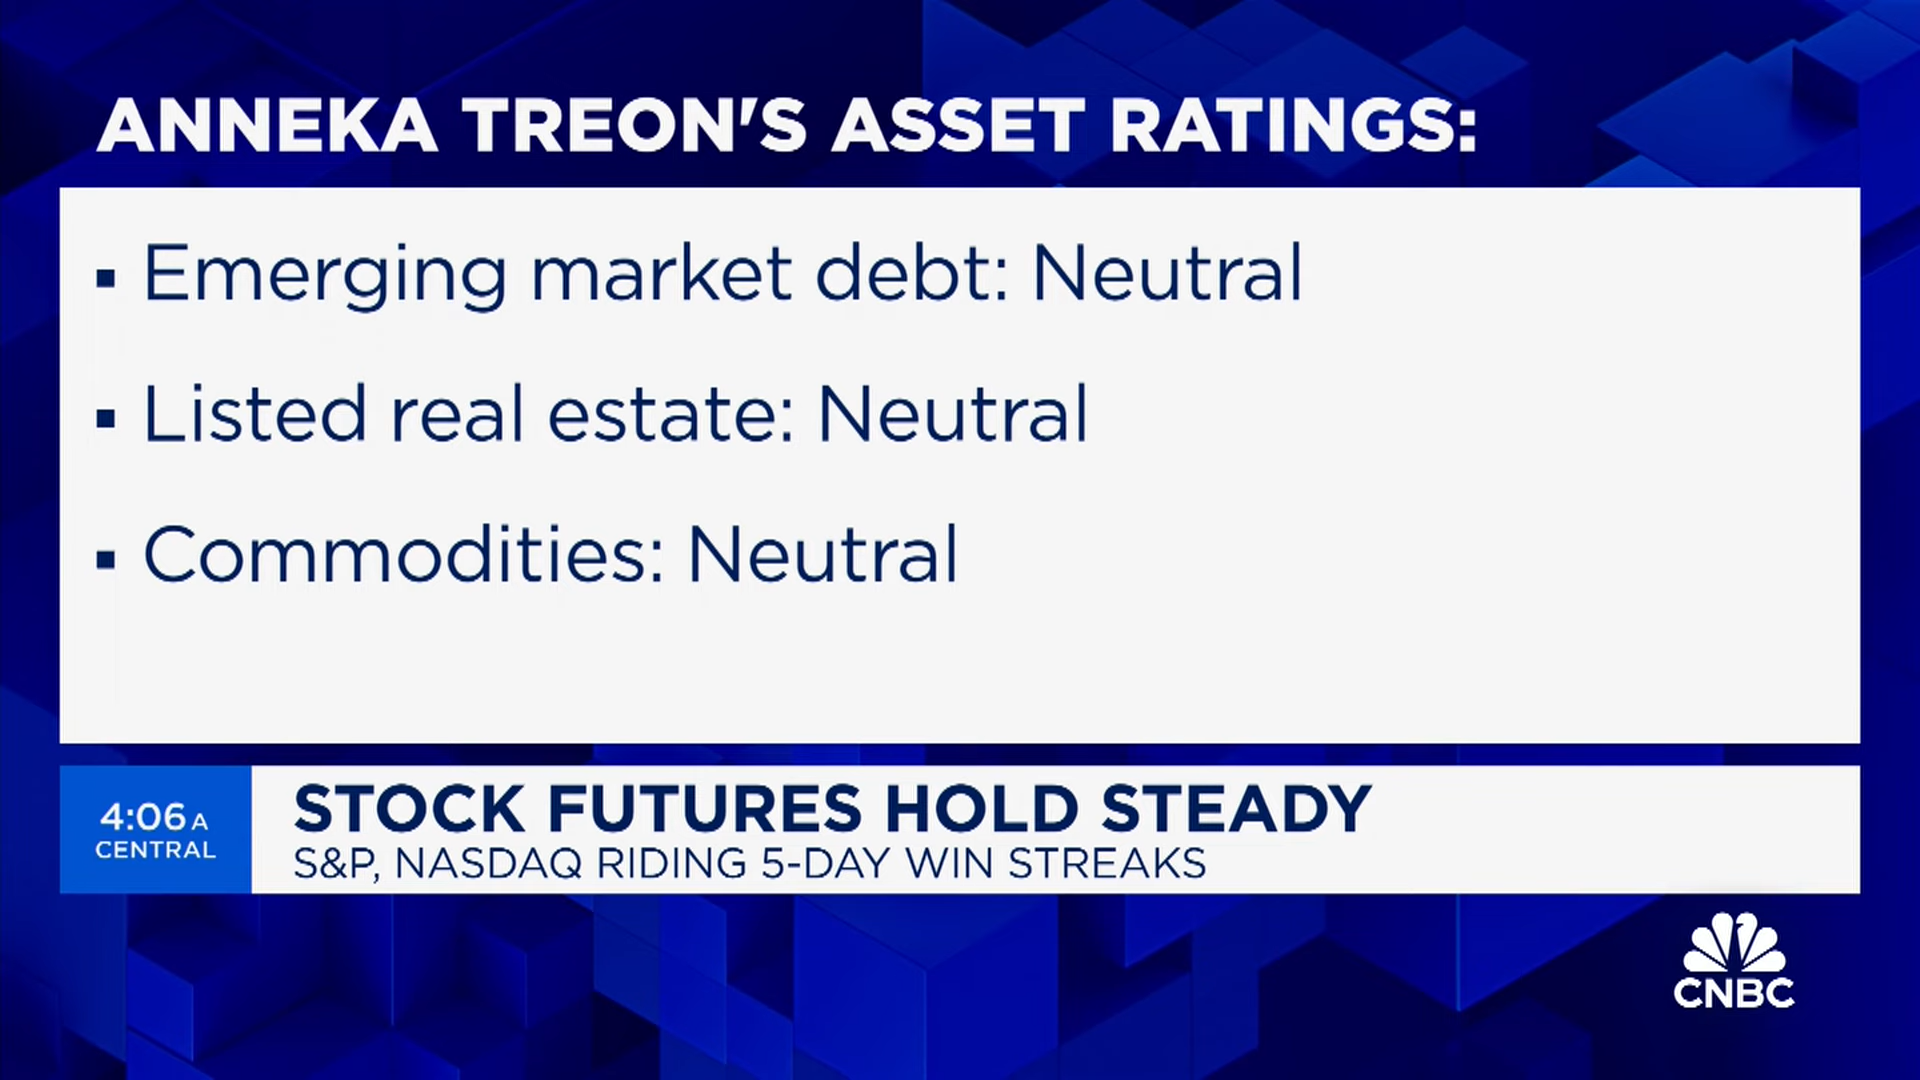 ANNEKA TREON'S ASSET RATINGS:
▪ Emerging market debt: Neutral
▪ Listed real estate: Neutral
▪ Commodities: Neutral
4:06 A
CENTRAL
STOCK FUTURES HOLD STEADY
S&P, NASDAQ RIDING 5-DAY WIN STREAKS
CNBC